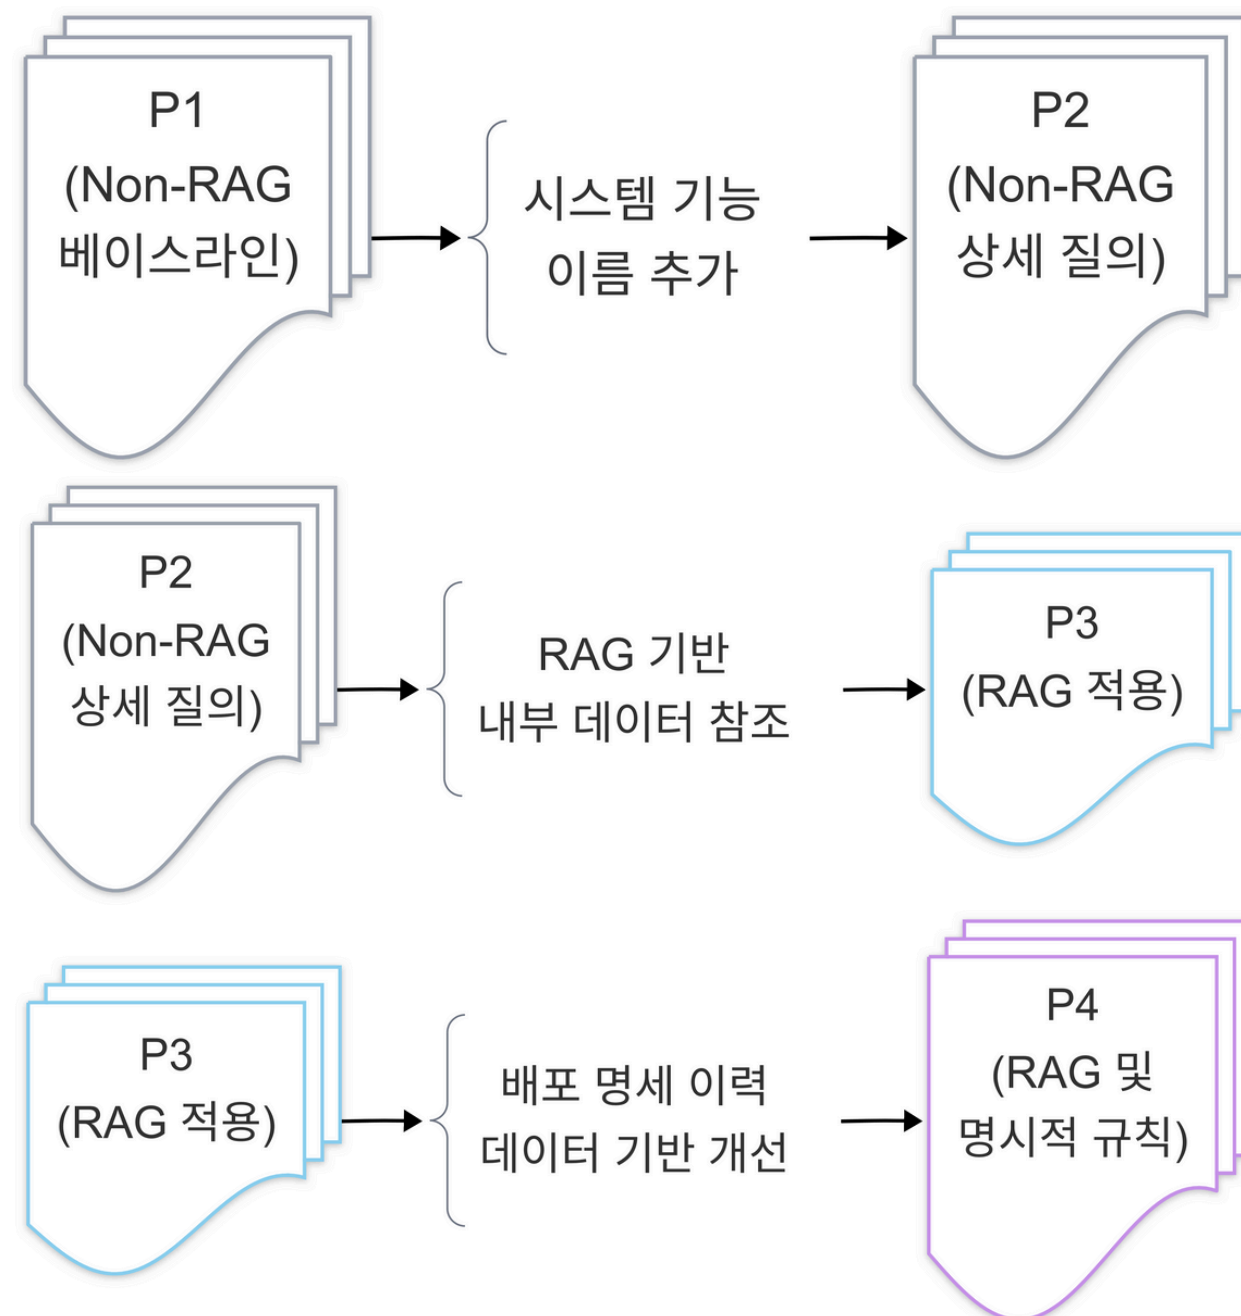 P1
(Non-RAG
베이스라인)
시스템 기능
이름 추가
P2
(Non-RAG
상세 질의)
P2
(Non-RAG
상세 질의)
RAG 기반
내부 데이터 참조
P3
(RAG 적용)
P3
(RAG 적용)
배포 명세 이력
데이터 기반 개선
P4
(RAG 및
명시적 규칙)